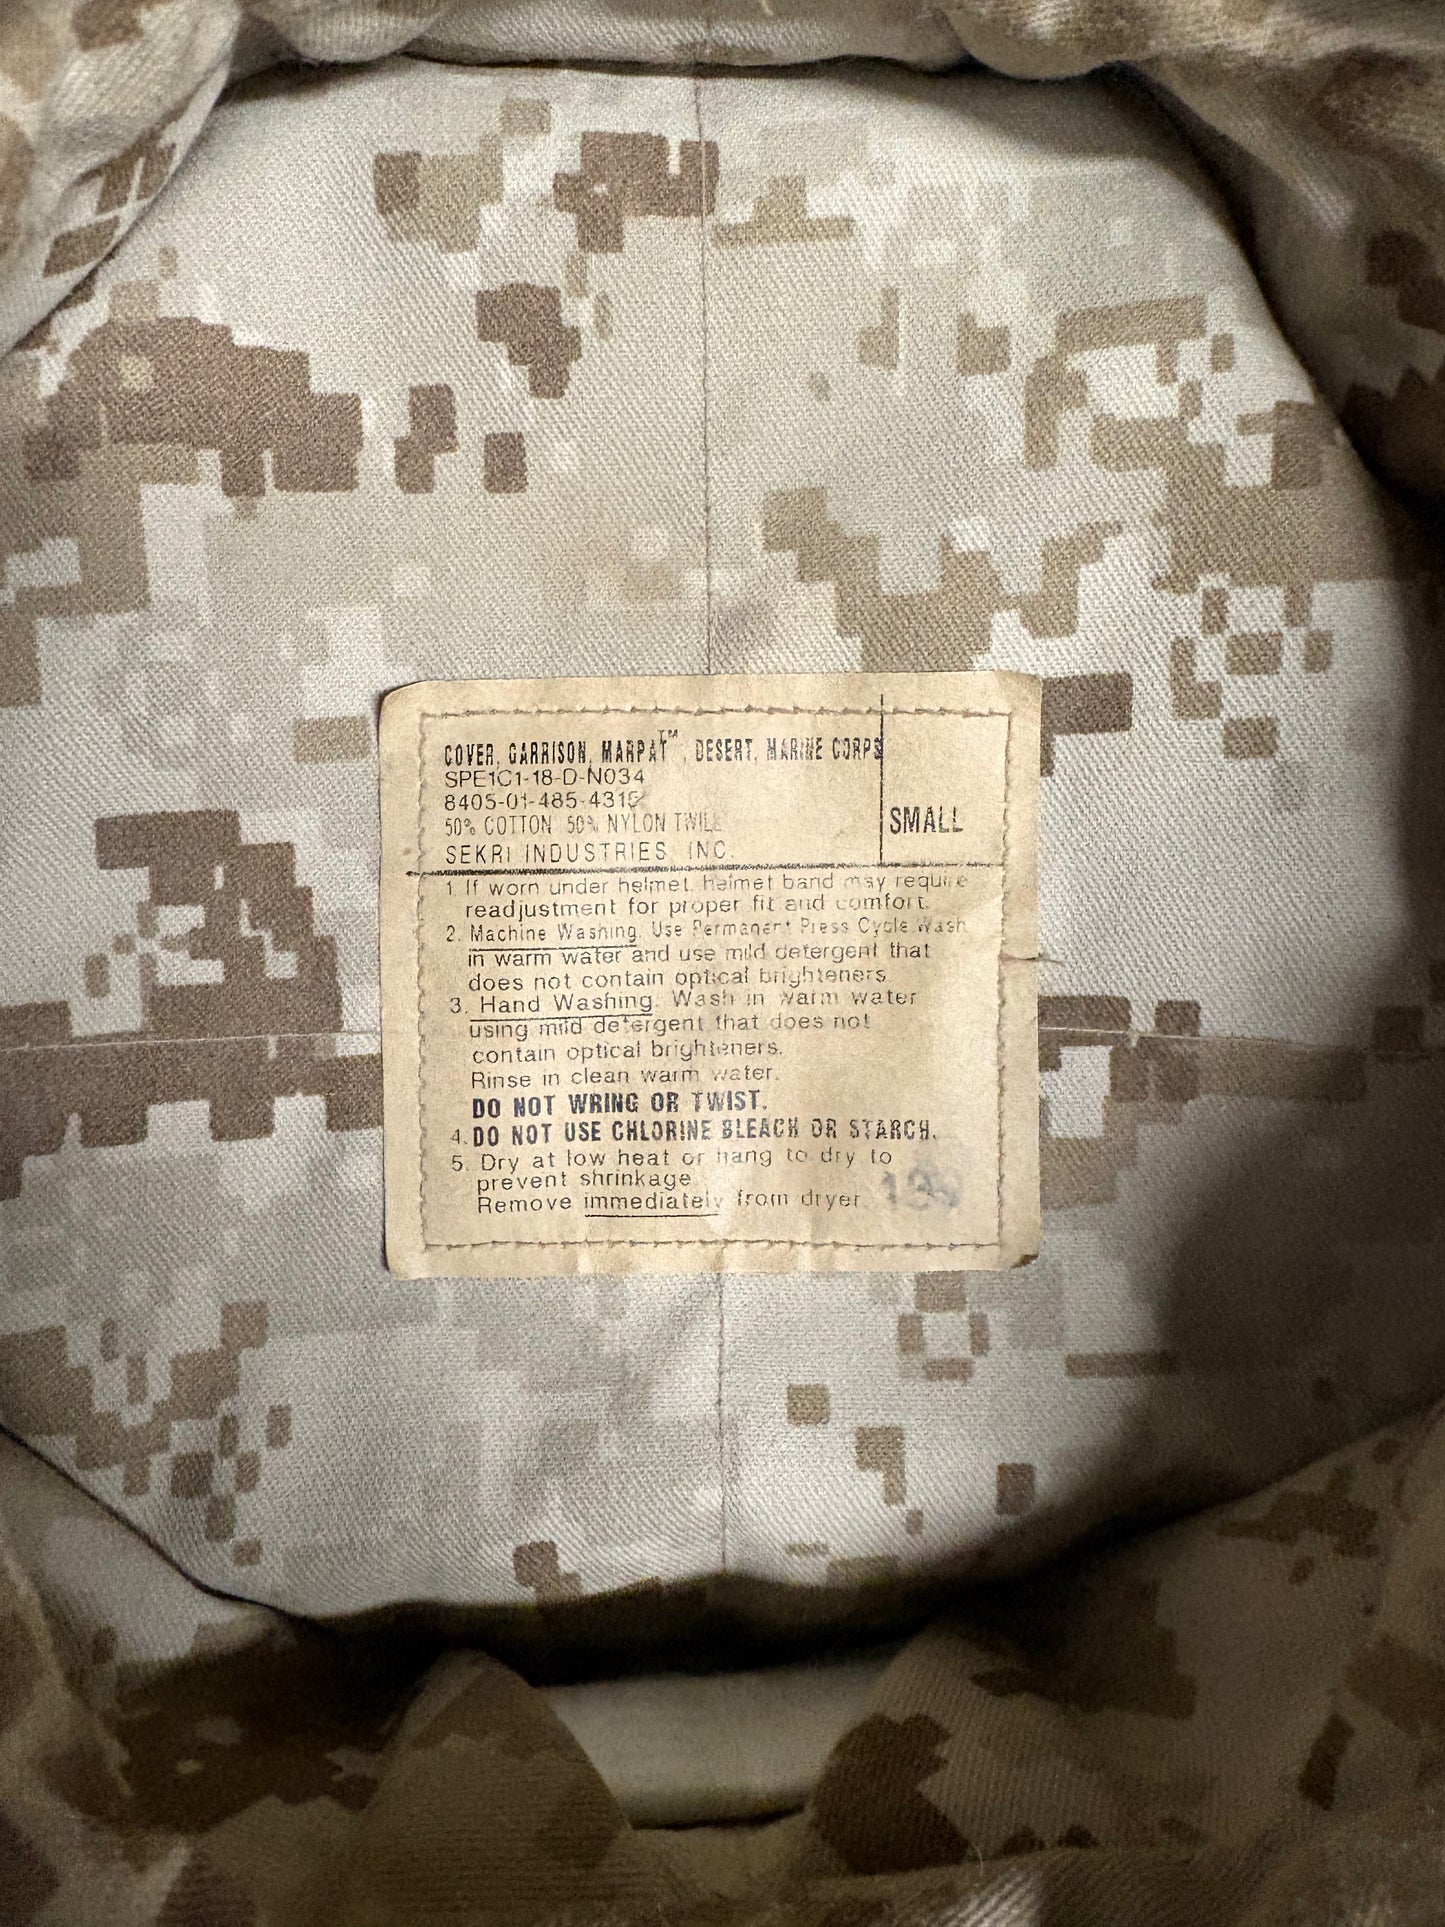 COVER, GARRISON, MARPAT™, DESERT, MARINE CORPS
SPE1C1-18-D-N034
8405-01-485-4315
50% COTTON 50% NYLON TWILL
SEKRI INDUSTRIES, INC.
SMALL
1. If worn under helmet, helmet band may require
readjustment for proper fit and comfort.
2. Machine Washing. Use Permanent Press Cycle Wash
in warm water and use mild detergent that
does not contain optical brighteners
3. Hand Washing. Wash in warm water
using mild detergent that does not
contain optical brighteners.
Rinse in clean warm water.
DO NOT WRING OR TWIST.
4. DO NOT USE CHLORINE BLEACH OR STARCH.
5. Dry at low heat or hang to dry to
prevent shrinkage
Remove immediately from dryer.